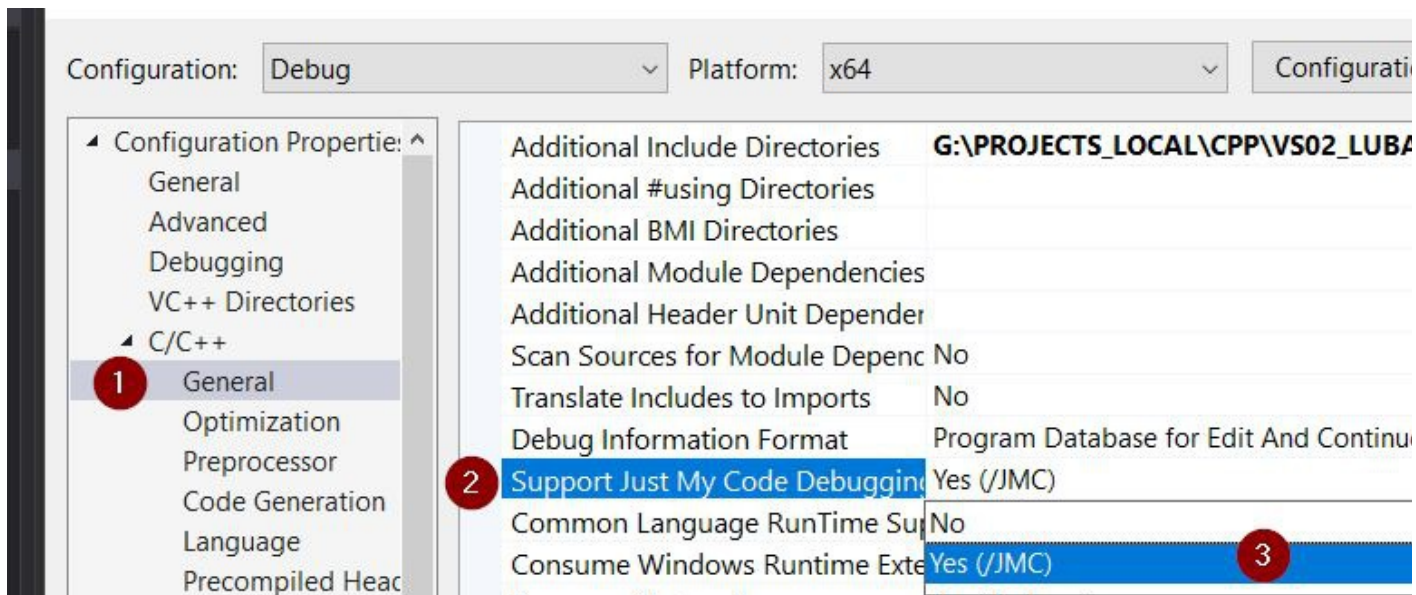 Configuration: Debug Platform: x64 Configurati
Configuration Properties
General
Advanced
Debugging
VC++ Directories
C/C++
1 General
Optimization
Preprocessor
Code Generation
Language
Precompiled Head
Additional Include Directories G:\PROJECTS_LOCAL\CPP\VS02_LUBA
Additional #using Directories
Additional BMI Directories
Additional Module Dependencies
Additional Header Unit Depender
Scan Sources for Module Depenc No
Translate Includes to Imports No
Debug Information Format Program Database for Edit And Continue
2 Support Just My Code Debugging Yes (/JMC)
Common Language RunTime Sup No
Consume Windows Runtime Exte Yes (/JMC) 3